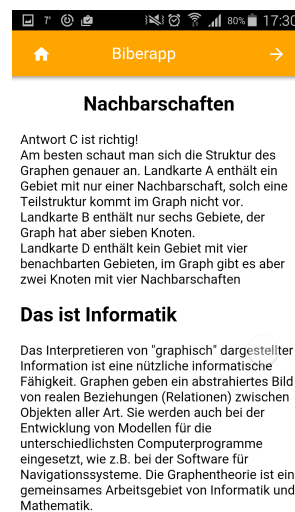 7° 80% 17:30
Biberapp
Nachbarschaften
Antwort C ist richtig!
Am besten schaut man sich die Struktur des
Graphen genauer an. Landkarte A enthält ein
Gebiet mit nur einer Nachbarschaft, solch eine
Teilstruktur kommt im Graph nicht vor.
Landkarte B enthält nur sechs Gebiete, der
Graph hat aber sieben Knoten.
Landkarte D enthält kein Gebiet mit vier
benachbarten Gebieten, im Graph gibt es aber
zwei Knoten mit vier Nachbarschaften
Das ist Informatik
Das Interpretieren von "graphisch" dargestellter
Information ist eine nützliche informatische
Fähigkeit. Graphen geben ein abstrahiertes Bild
von realen Beziehungen (Relationen) zwischen
Objekten aller Art. Sie werden auch bei der
Entwicklung von Modellen für die
unterschiedlichsten Computerprogramme
eingesetzt, wie z.B. bei der Software für
Navigationssysteme. Die Graphentheorie ist ein
gemeinsames Arbeitsgebiet von Informatik und
Mathematik.